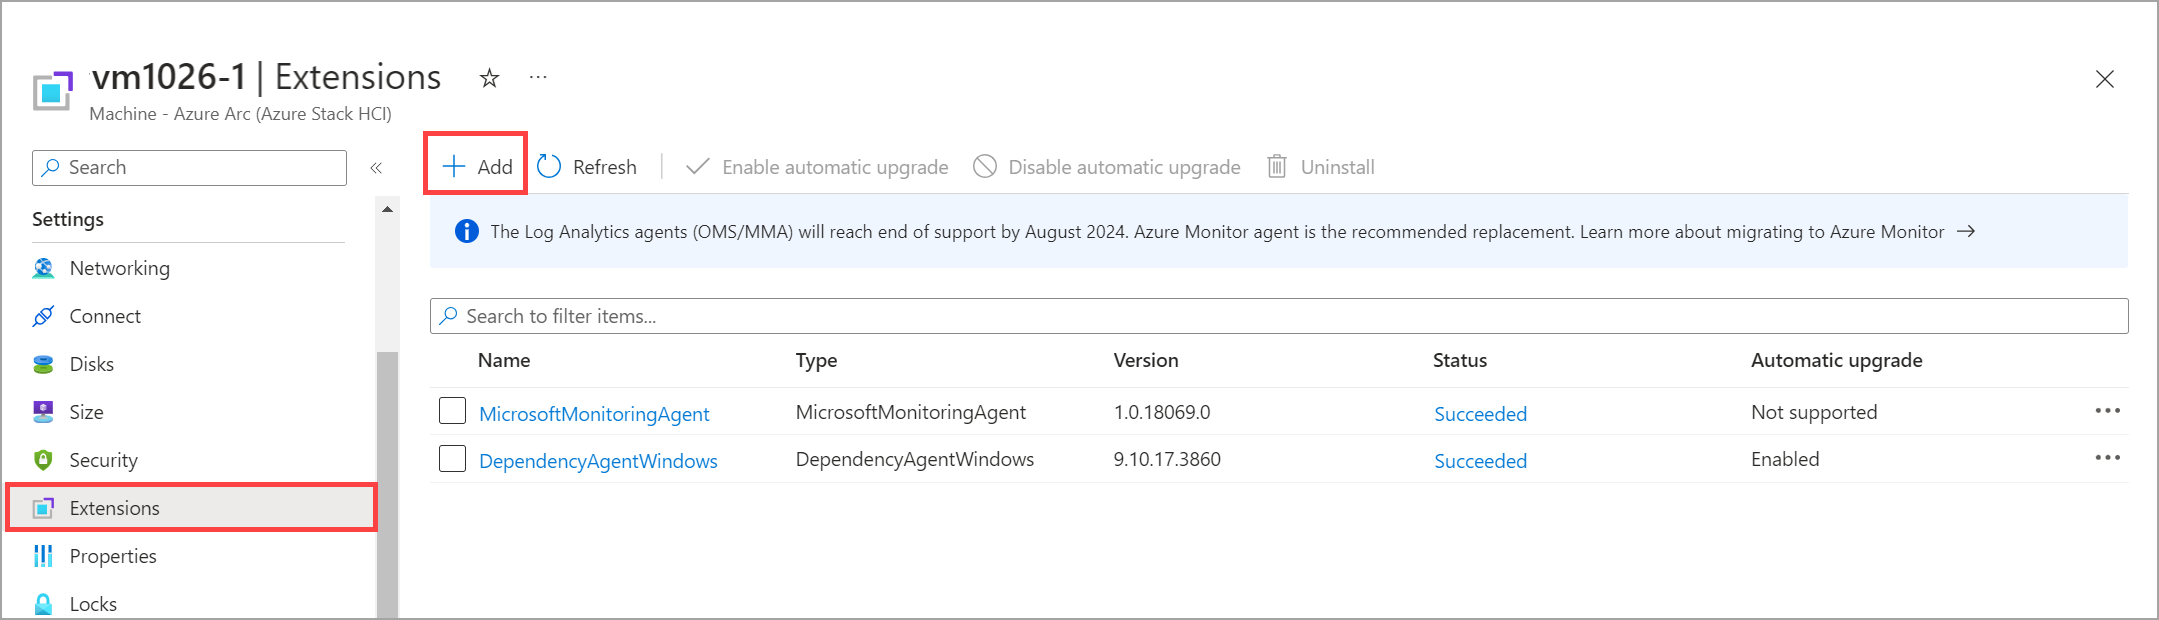 vm1026-1 | Extensions ☆ ···
Machine - Azure Arc (Azure Stack HCI)
Search «
Add Refresh Enable automatic upgrade Disable automatic upgrade Uninstall
Settings
The Log Analytics agents (OMS/MMA) will reach end of support by August 2024. Azure Monitor agent is the recommended replacement. Learn more about migrating to Azure Monitor →
Networking
Connect
Disks
Size
Security
Extensions
Properties
Locks
Search to filter items...
Name Type Version Status Automatic upgrade
MicrosoftMonitoringAgent MicrosoftMonitoringAgent 1.0.18069.0 Succeeded Not supported ···
DependencyAgentWindows DependencyAgentWindows 9.10.17.3860 Succeeded Enabled ···